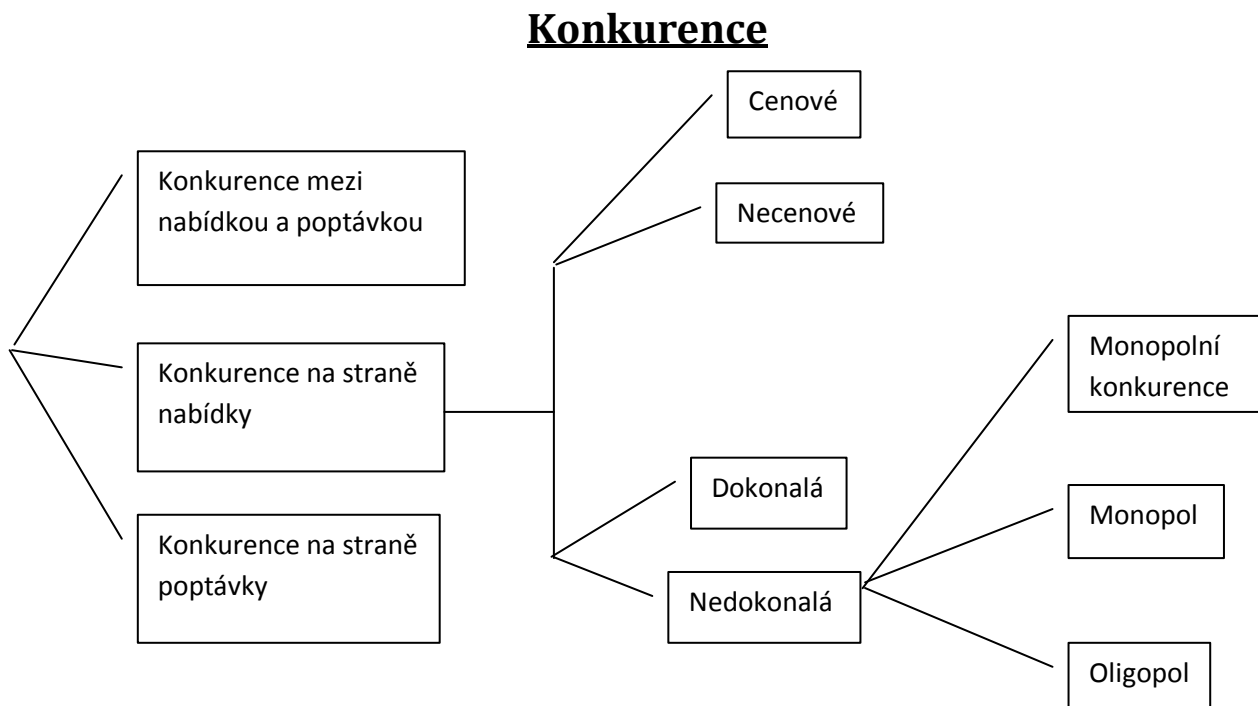 Konkurence
Cenové
Necenové
Konkurence mezi
nabídkou a poptávkou
Konkurence na straně
nabídky
Konkurence na straně
poptávky
Dokonalá
Nedokonalá
Monopolní
konkurence
Monopol
Oligopol